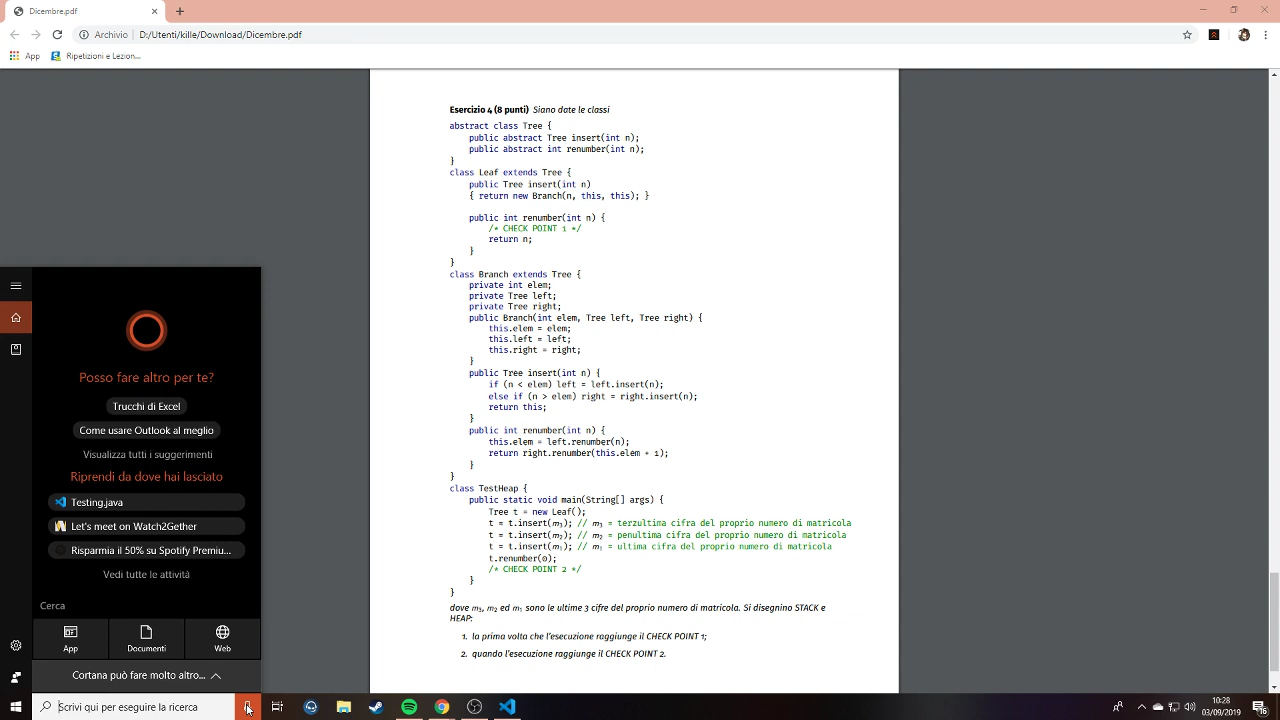 Dicembre.pdf
Archivio | D:/Utenti/kille/Download/Dicembre.pdf
App Ripetizioni e Lezion...
Esercizio 4 (8 punti) Siano date le classi
abstract class Tree {
public abstract Tree insert(int n);
public abstract int renumber(int n);
}
class Leaf extends Tree {
public Tree insert(int n)
{ return new Branch(n, this, this); }
public int renumber(int n) {
/* CHECK POINT 1 */
return n;
}
}
class Branch extends Tree {
private int elem;
private Tree left;
private Tree right;
public Branch(int elem, Tree left, Tree right) {
this.elem = elem;
this.left = left;
this.right = right;
}
public Tree insert(int n) {
if (n < elem) left = left.insert(n);
else if (n > elem) right = right.insert(n);
return this;
}
public int renumber(int n) {
this.elem = left.renumber(n);
return right.renumber(this.elem + 1);
}
}
class TestHeap {
public static void main(String[] args) {
Tree t = new Leaf();
t = t.insert(m₃); // m₃ = terzultima cifra del proprio numero di matricola
t = t.insert(m₂); // m₂ = penultima cifra del proprio numero di matricola
t = t.insert(m₁); // m₁ = ultima cifra del proprio numero di matricola
t.renumber(0);
/* CHECK POINT 2 */
}
}
dove m₃, m₂ ed m₁ sono le ultime 3 cifre del proprio numero di matricola. Si disegnino STACK e
HEAP:
1. la prima volta che l'esecuzione raggiunge il CHECK POINT 1;
2. quando l'esecuzione raggiunge il CHECK POINT 2.
Posso fare altro per te?
Trucchi di Excel
Come usare Outlook al meglio
Visualizza tutti i suggerimenti
Riprendi da dove hai lasciato
Testing.java
Let's meet on Watch2Gether
Risparmia il 50% su Spotify Premiu...
Vedi tutte le attività
Cerca
App Documenti Web
Cortana può fare molto altro...
Scrivi qui per eseguire la ricerca
10:28
03/09/2019
16